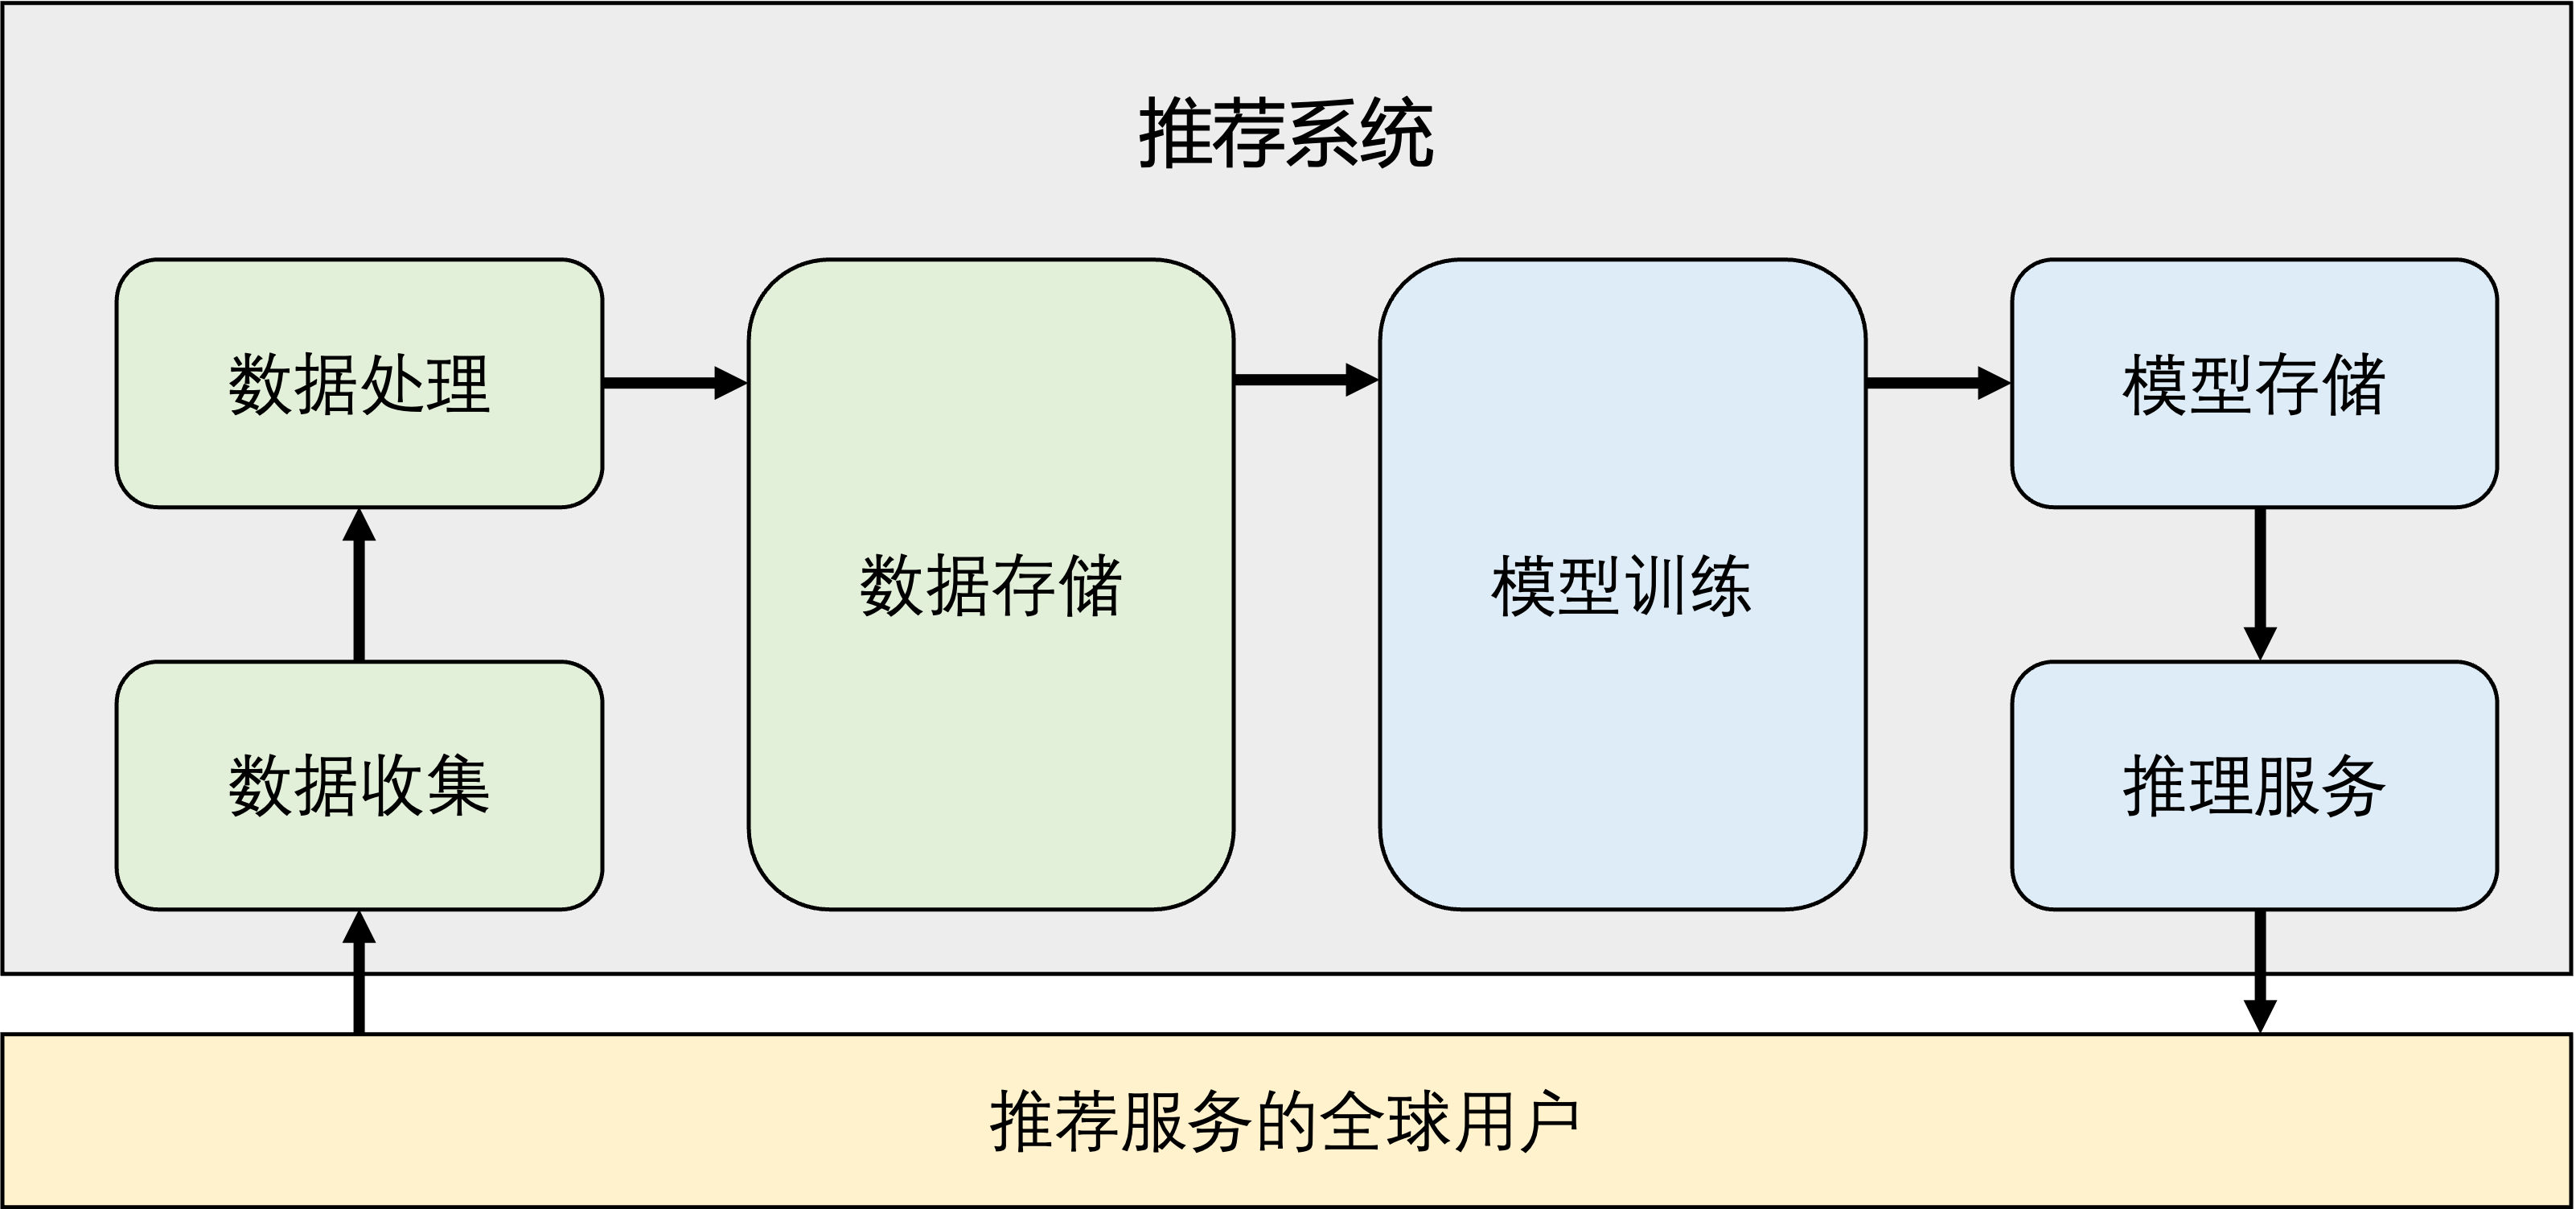 推荐系统
数据处理
数据存储
模型训练
模型存储
数据收集
推理服务
推荐服务的全球用户